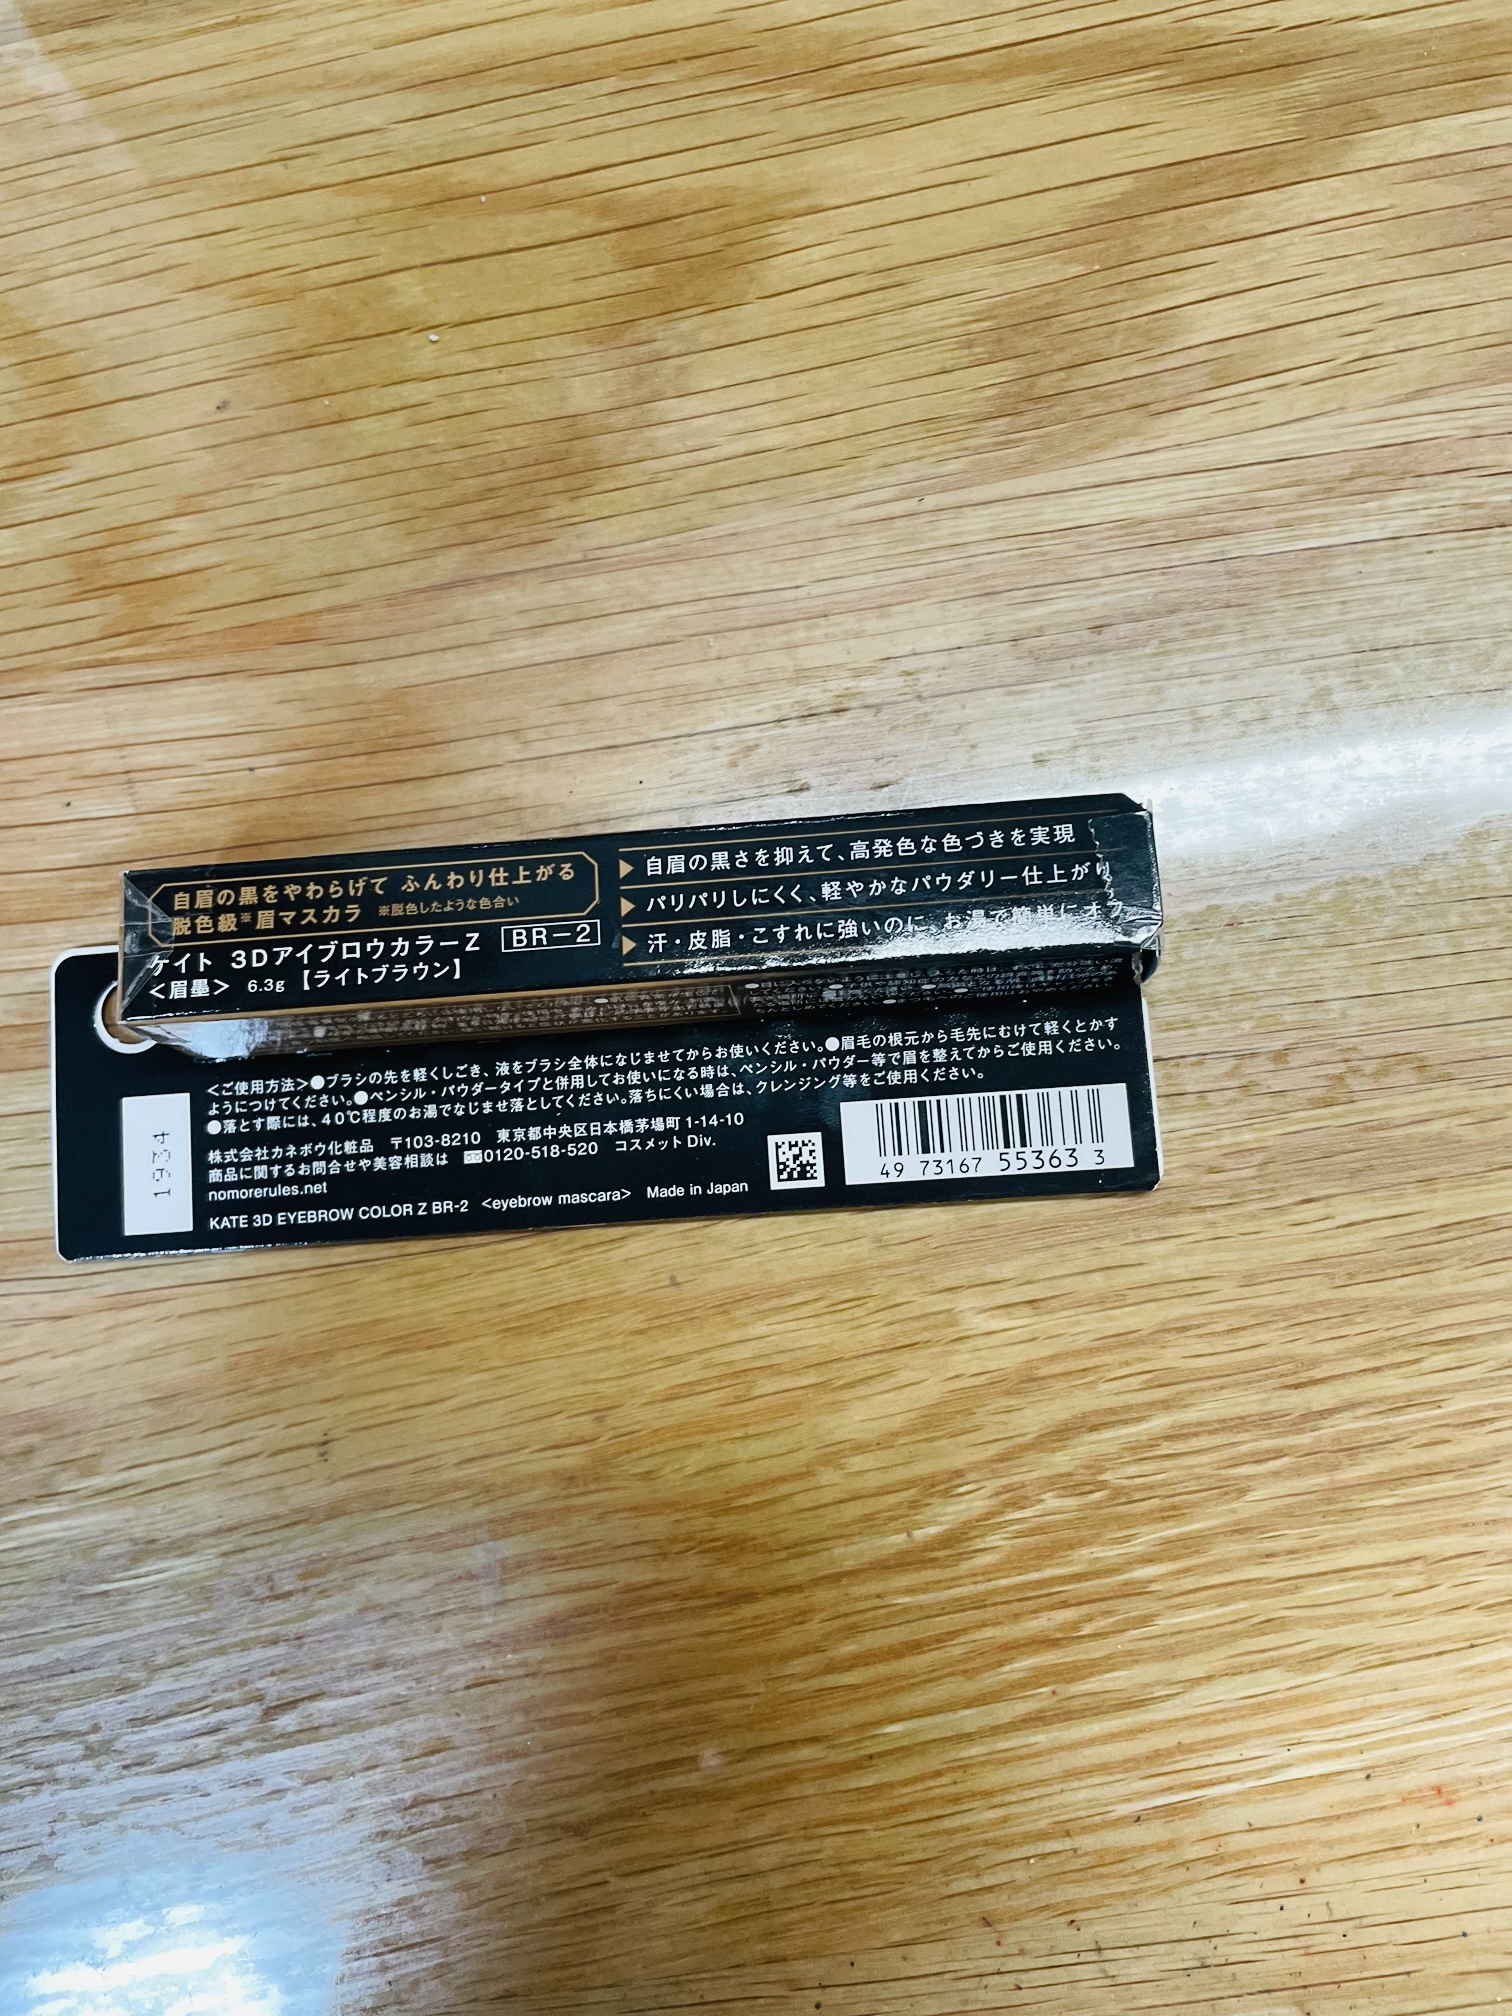 自眉の黒をやわらげて ふんわり仕上がる
脱色級※眉マスカラ ※脱色したような色合い
ケイト 3DアイブロウカラーZ BR-2
<眉墨> 6.3g 【ライトブラウン】
▶自眉の黒さを抑えて、高発色な色づきを実現
▶パリパリしにくく、軽やかなパウダリー仕上がり
▶汗・皮脂・こすれに強いのに、お湯で簡単にオフ
<ご使用方法>●ブラシの先を軽くしごき、液をブラシ全体になじませてからお使いください。●眉毛の根元から毛先にむけて軽くとかす
ようにつけてください。●ペンシル・パウダータイプと併用してお使いになる時は、ペンシル・パウダー等で眉を整えてからご使用ください。
●落とす際には、40℃程度のお湯でなじませ落としてください。落ちにくい場合は、クレンジング等をご使用ください。
株式会社カネボウ化粧品 〒103-8210 東京都中央区日本橋茅場町 1-14-10
商品に関するお問合せや美容相談は 0120-518-520 コスメット Div.
nomorerules.net
KATE 3D EYEBROW COLOR Z BR-2 <eyebrow mascara> Made in Japan
1934
49 73167 55363 3